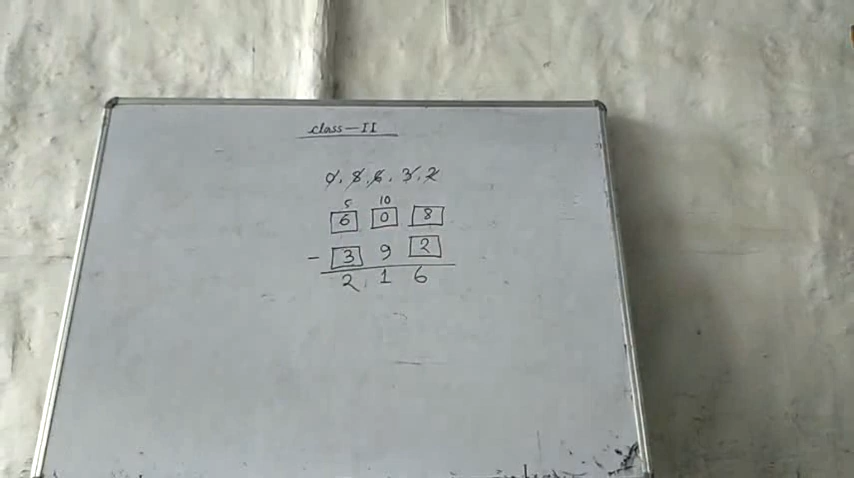 class-II
0, 8, 6, 3, 2
5 10
6 0 8
- 3 9 2
2 1 6